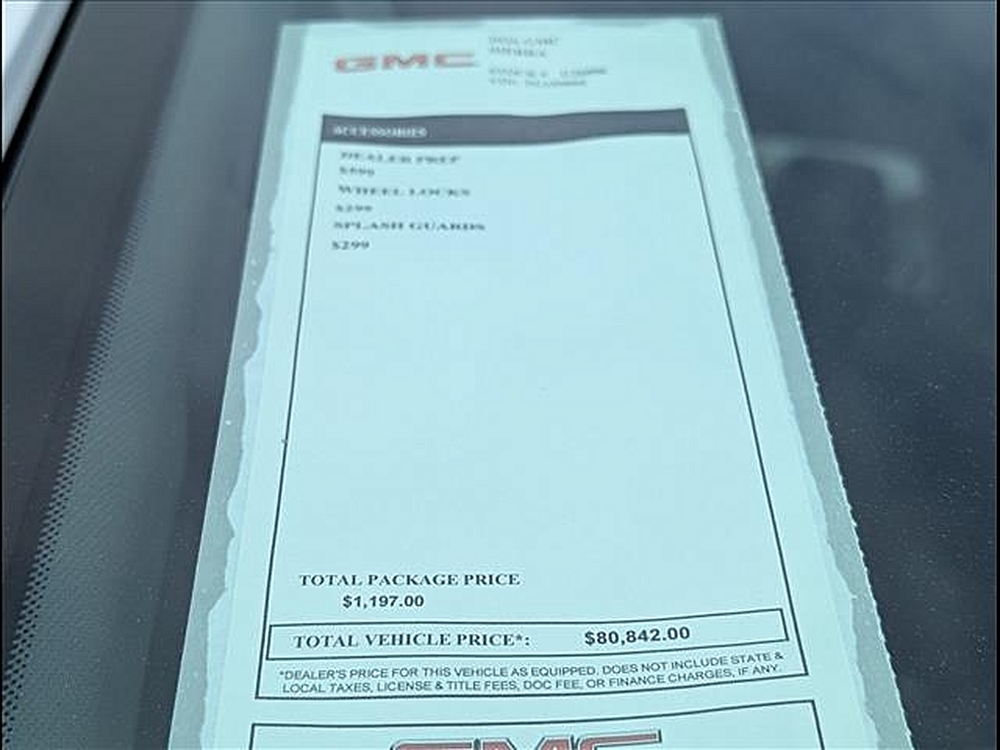 GMC
ACCESSORIES
DEALER PREP
WHEEL LOCKS
$299
SPLASH GUARDS
$299
TOTAL PACKAGE PRICE
$1,197.00
TOTAL VEHICLE PRICE*: $80,842.00
*DEALER'S PRICE FOR THIS VEHICLE AS EQUIPPED. DOES NOT INCLUDE STATE &
LOCAL TAXES, LICENSE & TITLE FEES, DOC FEE, OR FINANCE CHARGES, IF ANY.
GMC